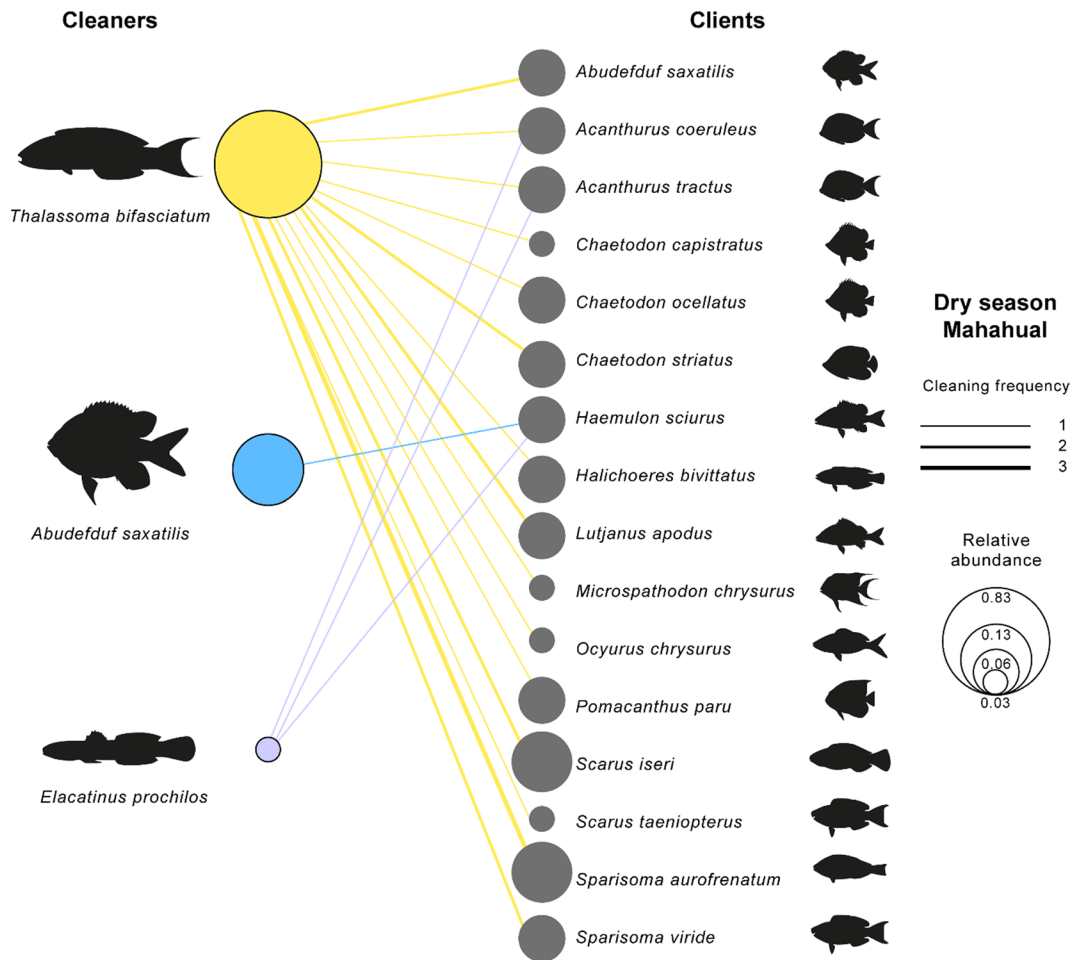 Cleaners
Clients
Thalassoma bifasciatum
Abudefduf saxatilis
Elacatinus prochilos
Abudefduf saxatilis
Acanthurus coeruleus
Acanthurus tractus
Chaetodon capistratus
Chaetodon ocellatus
Chaetodon striatus
Haemulon sciurus
Halichoeres bivittatus
Lutjanus apodus
Microspathodon chrysurus
Ocyurus chrysurus
Pomacanthus paru
Scarus iseri
Scarus taeniopterus
Sparisoma aurofrenatum
Sparisoma viride
Dry season
Mahahual
Cleaning frequency
1
2
3
Relative
abundance
0.83
0.13
0.06
0.03